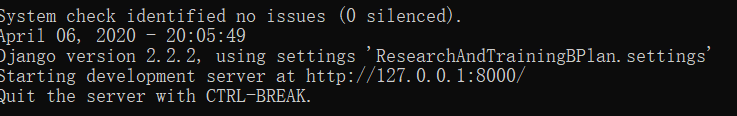 System check identified no issues (0 silenced).
April 06, 2020 - 20:05:49
Django version 2.2.2, using settings 'ResearchAndTrainingBPlan.settings'
Starting development server at http://127.0.0.1:8000/
Quit the server with CTRL-BREAK.